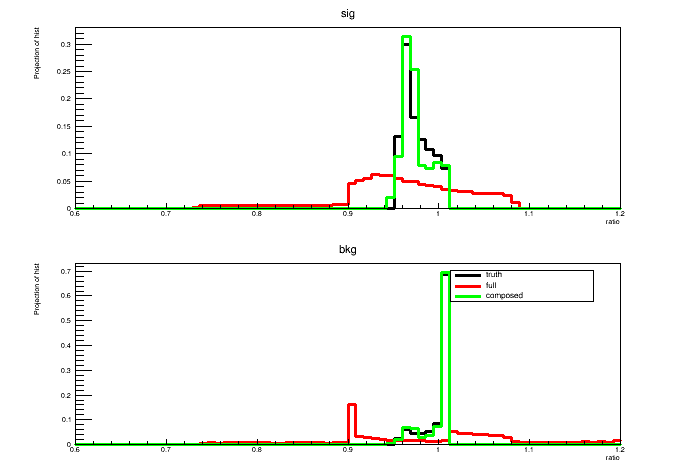 sig
Projection of hist
0.3
0.25
0.2
0.15
0.1
0.05
0
0.6 0.7 0.8 0.9 1 1.1 1.2
ratio
bkg
Projection of hist
0.7
0.6
0.5
0.4
0.3
0.2
0.1
0
0.6 0.7 0.8 0.9 1 1.1 1.2
ratio
truth
full
composed